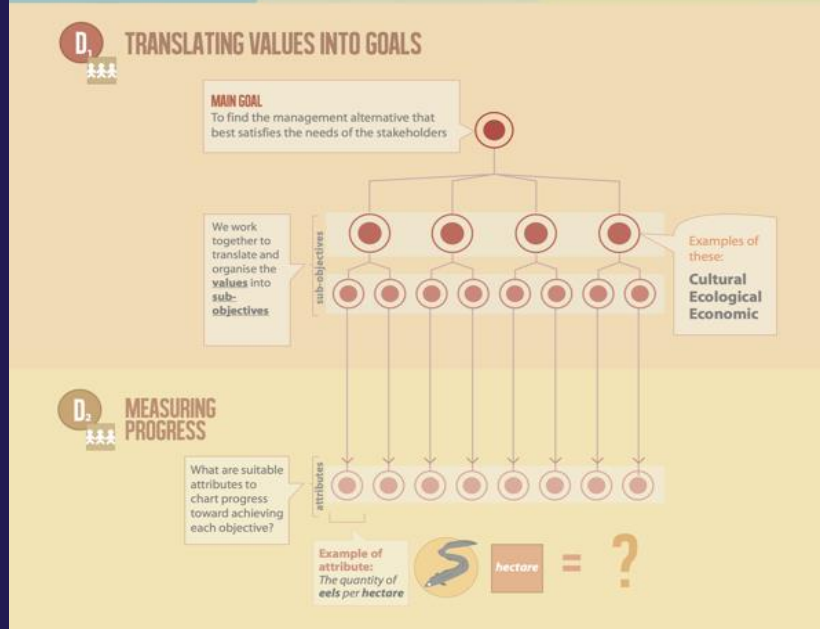 D1 TRANSLATING VALUES INTO GOALS
MAIN GOAL
To find the management alternative that
best satisfies the needs of the stakeholders
We work
together to
translate and
organise the
values into
sub-
objectives
sub-objectives
Examples of
these:
Cultural
Ecological
Economic
D2 MEASURING
PROGRESS
What are suitable
attributes to
chart progress
toward achieving
each objective?
attributes
Example of
attribute:
The quantity of
eels per hectare
hectare
= ?